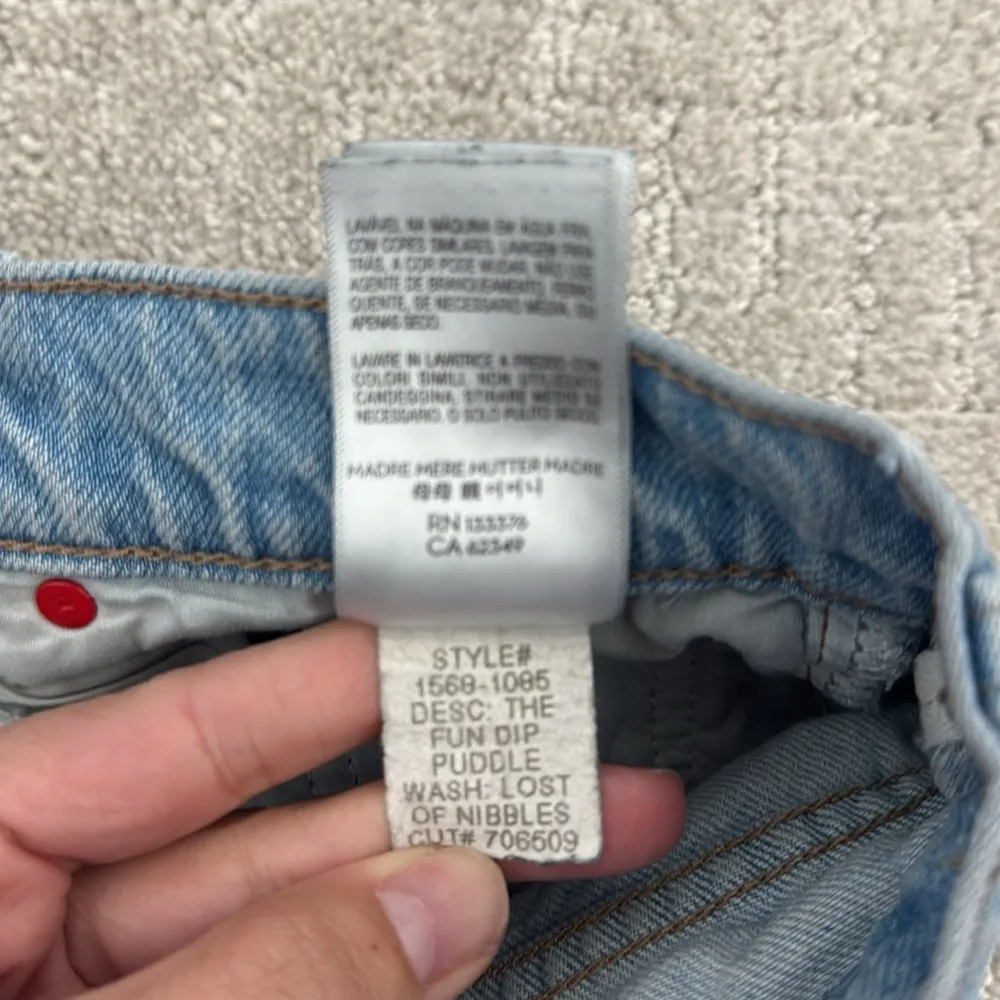 LAVÁVEL NA MÁQUINA EM ÁGUA FRIA
COM CORES SIMILARES, LAVAGEM PARA
TRÁS, A COR PODE MUDAR, NÃO USE
AGENTE DE BRANQUEAMENTO, FERRO
QUENTE, SE NECESSÁRIO MÉDIA, OU
APENAS SECO.
LAVARE IN LAVATRICE A FREDDO CON
COLORI SIMILI, NON UTILIZZARE
CANDEGGINA, STIRARE MEDIO SE
NECESSARIO, O SOLO PULITO SECCO.
MADRE MERE MUTTER MADRE
RN 133376
CA 62349
STYLE#
1568-1085
DESC: THE
FUN DIP
PUDDLE
WASH: LOST
OF NIBBLES
CUT# 706509